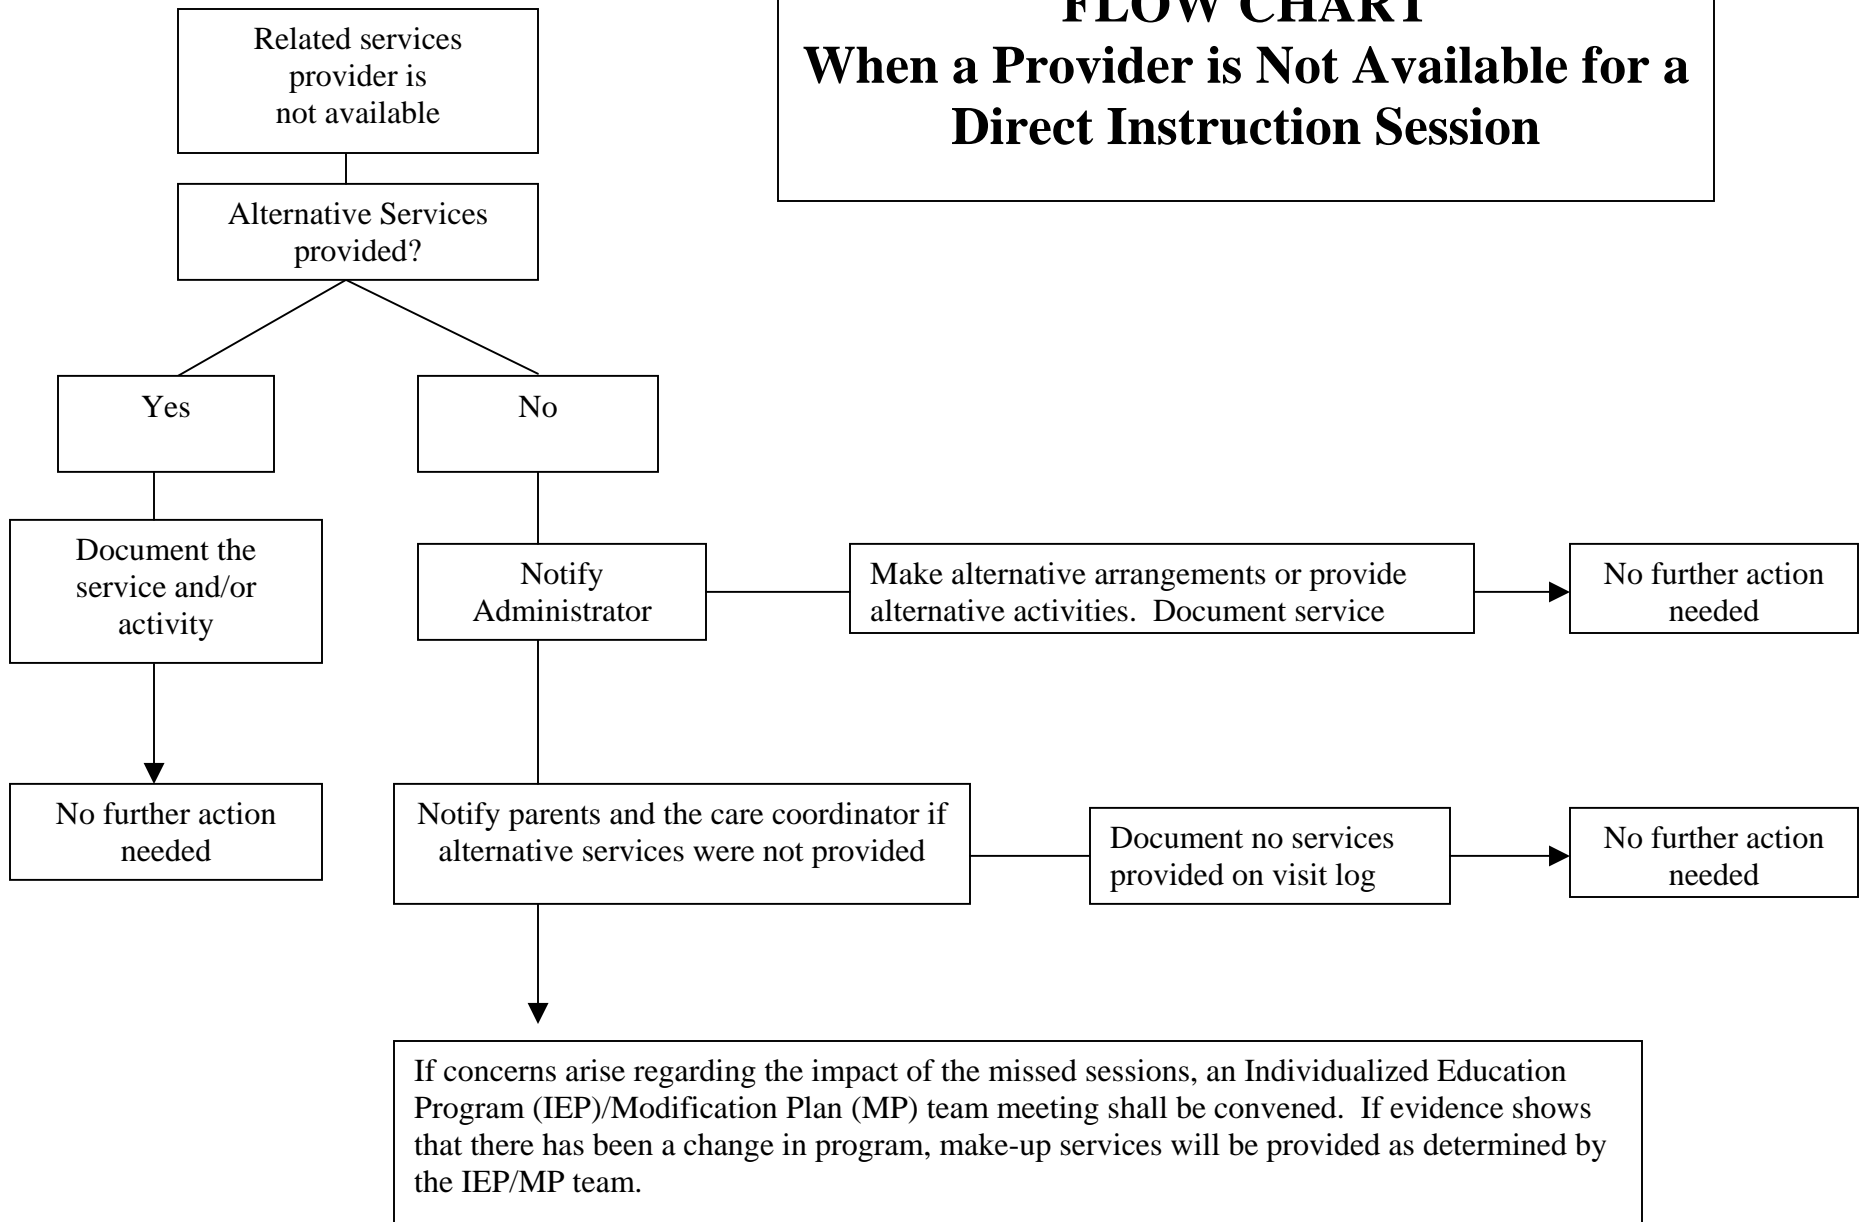 FLOW CHART
When a Provider is Not Available for a
Direct Instruction Session
Related services
provider is
not available
Alternative Services
provided?
Yes
No
Document the
service and/or
activity
Notify
Administrator
Make alternative arrangements or provide
alternative activities.  Document service
No further action
needed
No further action
needed
Notify parents and the care coordinator if
alternative services were not provided
Document no services
provided on visit log
No further action
needed
If concerns arise regarding the impact of the missed sessions, an Individualized Education
Program (IEP)/Modification Plan (MP) team meeting shall be convened.  If evidence shows
that there has been a change in program, make-up services will be provided as determined by
the IEP/MP team.